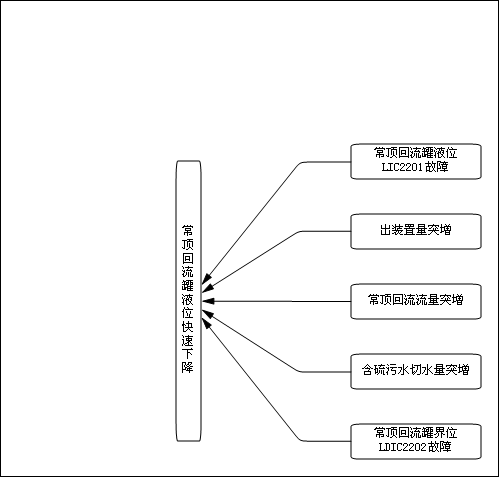 常顶回流罐液位快速下降
常顶回流罐液位
LIC2201故障
出装置量突增
常顶回流流量突增
含硫污水切水量突增
常顶回流罐界位
LDIC2202故障